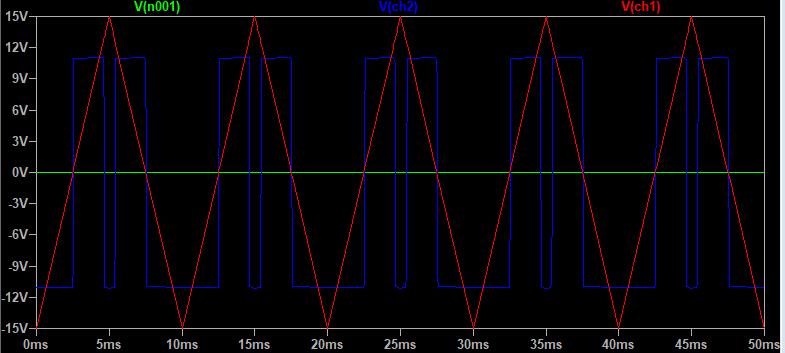 V(n001) V(ch2) V(ch1)
15V
12V
9V
6V
3V
0V
-3V
-6V
-9V
-12V
-15V
0ms 5ms 10ms 15ms 20ms 25ms 30ms 35ms 40ms 45ms 50ms